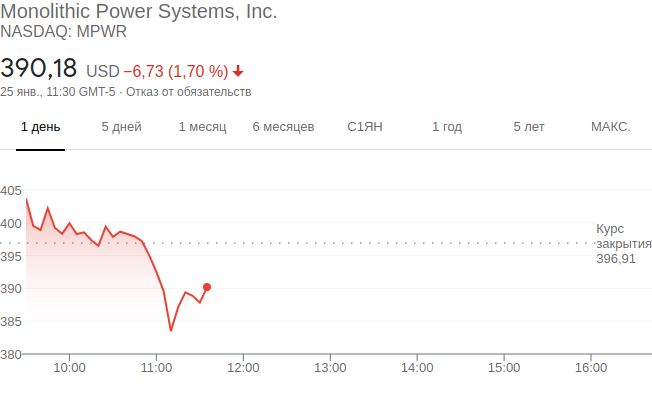 Monolithic Power Systems, Inc.
NASDAQ: MPWR
390,18 USD −6,73 (1,70 %)
25 янв., 11:30 GMT-5 · Отказ от обязательств
1 день 5 дней 1 месяц 6 месяцев С1ЯН 1 год 5 лет МАКС.
405
400
395
390
385
380
Курс
закрытия
396,91
10:00 11:00 12:00 13:00 14:00 15:00 16:00